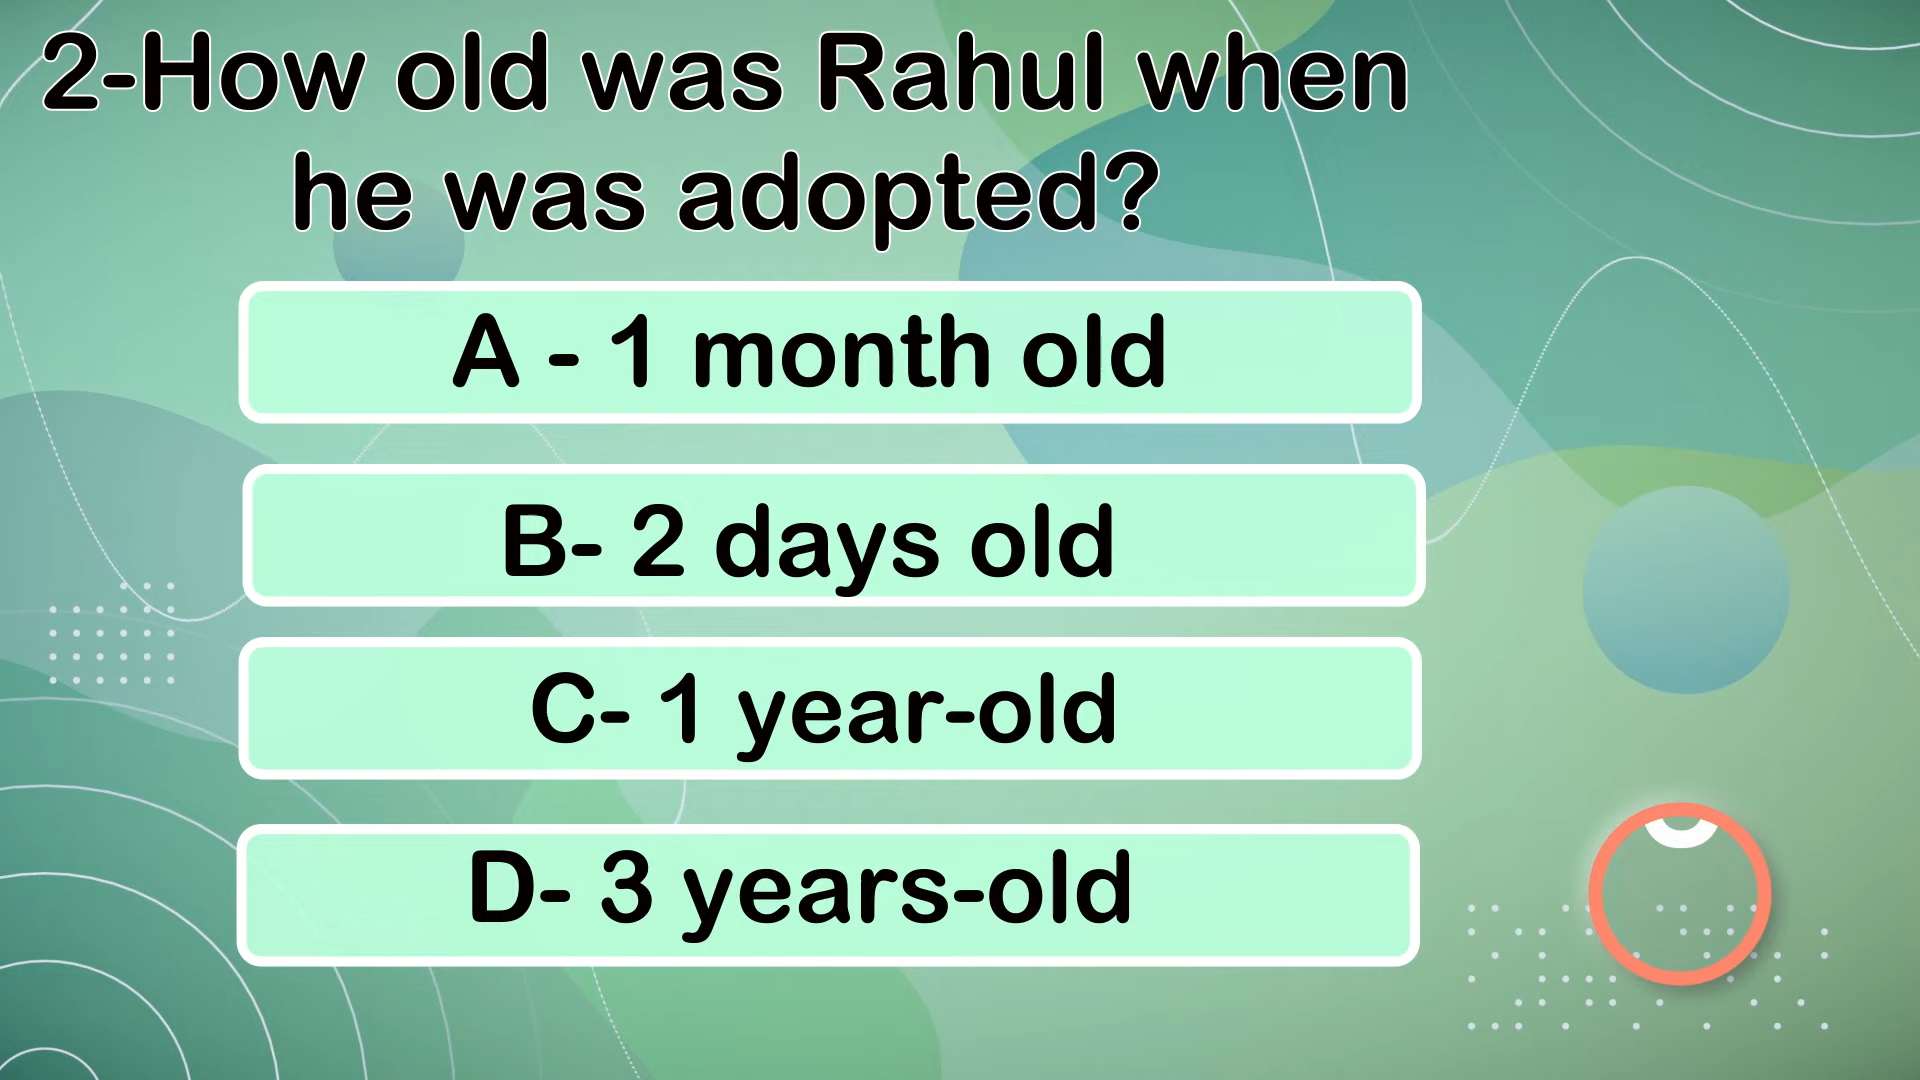 2-How old was Rahul when
he was adopted?
A - 1 month old
B- 2 days old
C- 1 year-old
D- 3 years-old